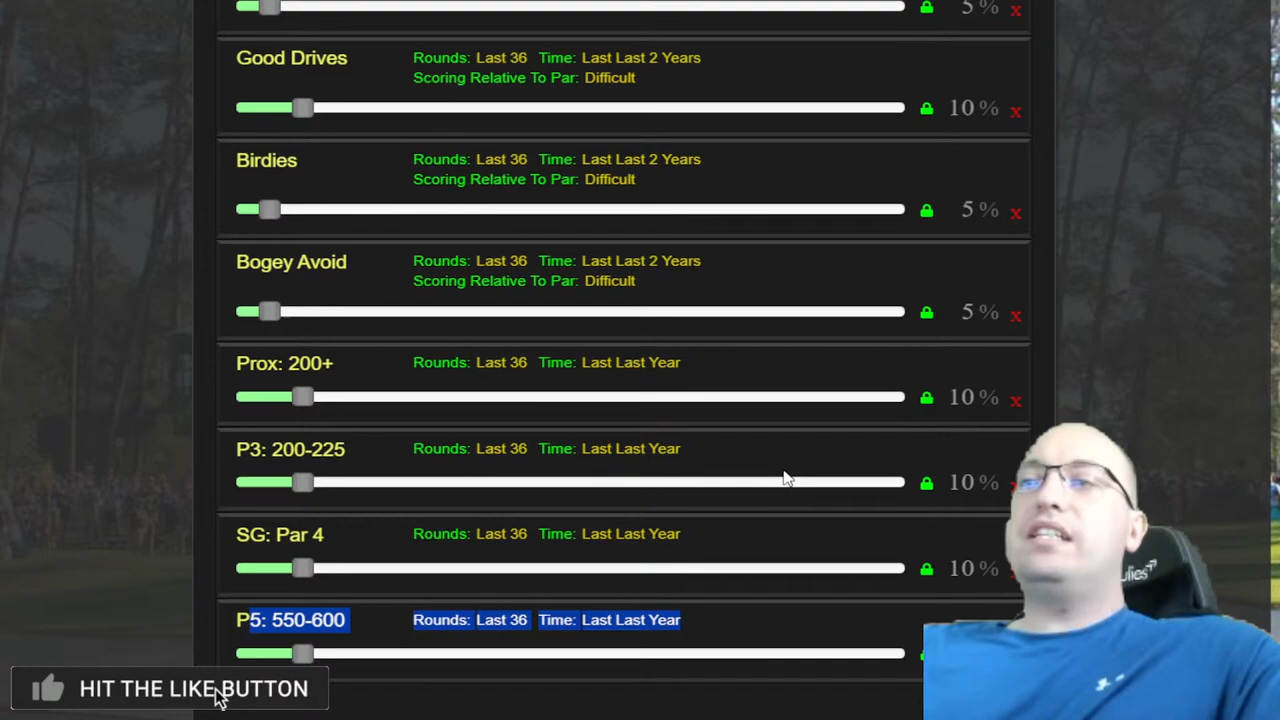 5 % x
Good Drives Rounds: Last 36 Time: Last Last 2 Years
Scoring Relative To Par: Difficult
10 % x
Birdies Rounds: Last 36 Time: Last Last 2 Years
Scoring Relative To Par: Difficult
5 % x
Bogey Avoid Rounds: Last 36 Time: Last Last 2 Years
Scoring Relative To Par: Difficult
5 % x
Prox: 200+ Rounds: Last 36 Time: Last Last Year
10 % x
P3: 200-225 Rounds: Last 36 Time: Last Last Year
10 %
SG: Par 4 Rounds: Last 36 Time: Last Last Year
10 %
P5: 550-600 Rounds: Last 36 Time: Last Last Year
HIT THE LIKE BUTTON